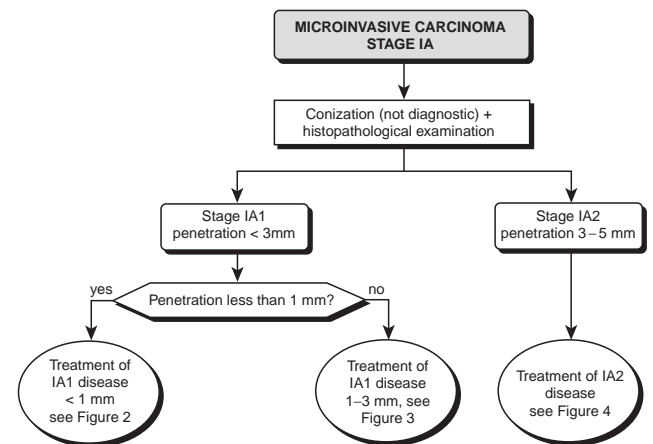 MICROINVASIVE CARCINOMA
STAGE IA
Conization (not diagnostic) +
histopathological examination
Stage IA1
penetration < 3mm
Stage IA2
penetration 3–5 mm
yes
Penetration less than 1 mm?
no
Treatment of
IA1 disease
< 1 mm
see Figure 2
Treatment of
IA1 disease
1–3 mm, see
Figure 3
Treatment of IA2
disease
see Figure 4